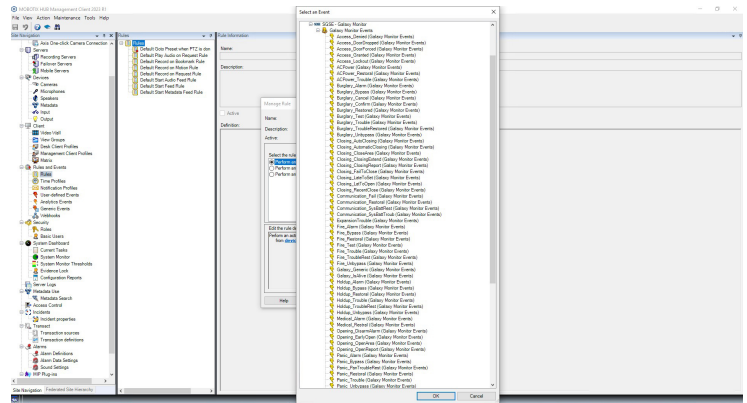 MOBOTIX HUB Management Client 2022 R1
File View Action Maintenance Tools Help
Site Navigation
Axis One-click Camera Connection
Servers
Recording Servers
Failover Servers
Mobile Servers
Devices
Cameras
Microphones
Speakers
Metadata
Input
Output
Client
Video Wall
View Groups
Desk Client Profiles
Management Client Profiles
Matrix
Rules and Events
Rules
Time Profiles
Notification Profiles
User-defined Events
Analytics Events
Generic Events
Webhooks
Security
Roles
Basic Users
System Dashboard
Current Tasks
System Monitor
System Monitor Thresholds
Evidence Lock
Configuration Reports
Server Logs
Metadata Use
Metadata Search
Access Control
Incidents
Incident properties
Transact
Transaction sources
Transaction definitions
Alarms
Alarm Definitions
Alarm Data Settings
Sound Settings
MIP Plug-ins
Site Navigation Federated Site Hierarchy
Rules
Rules
Default Goto Preset when PTZ is don
Default Play Audio on Request Rule
Default Record on Bookmark Rule
Default Record on Motion Rule
Default Record on Request Rule
Default Start Audio Feed Rule
Default Start Feed Rule
Default Start Metadata Feed Rule
Rule Information
Name:
Description:
Active
Definition:
Manage Rule
Name:
Description:
Active:
Select the rule
Perform an
Perform an
Perform an
Edit the rule de
Perform an acti
from devic
Help
Select an Event
SG5E - Galaxy Monitor
Galaxy Monitor Events
Access_Denied (Galaxy Monitor Events)
Access_DoorDropped (Galaxy Monitor Events)
Access_DoorForced (Galaxy Monitor Events)
Access_Granted (Galaxy Monitor Events)
Access_Lockout (Galaxy Monitor Events)
ACPower (Galaxy Monitor Events)
ACPower_Restoral (Galaxy Monitor Events)
ACPower_Trouble (Galaxy Monitor Events)
Burglary_Alarm (Galaxy Monitor Events)
Burglary_Bypass (Galaxy Monitor Events)
Burglary_Cancel (Galaxy Monitor Events)
Burglary_Confirm (Galaxy Monitor Events)
Burglary_Restored (Galaxy Monitor Events)
Burglary_Test (Galaxy Monitor Events)
Burglary_Trouble (Galaxy Monitor Events)
Burglary_TroubleRestored (Galaxy Monitor Events)
Burglary_Unbypass (Galaxy Monitor Events)
Closing_AutoClosing (Galaxy Monitor Events)
Closing_AutomaticClosing (Galaxy Monitor Events)
Closing_CloseArea (Galaxy Monitor Events)
Closing_ClosingExtend (Galaxy Monitor Events)
Closing_ClosingReport (Galaxy Monitor Events)
Closing_FailToClose (Galaxy Monitor Events)
Closing_LateToSet (Galaxy Monitor Events)
Closing_LatToOpen (Galaxy Monitor Events)
Closing_RecentClose (Galaxy Monitor Events)
Communication_Fail (Galaxy Monitor Events)
Communication_Restoral (Galaxy Monitor Events)
Communication_SysBattRest (Galaxy Monitor Events)
Communication_SysBattTroub (Galaxy Monitor Events)
ExpansionTrouble (Galaxy Monitor Events)
Fire_Alarm (Galaxy Monitor Events)
Fire_Bypass (Galaxy Monitor Events)
Fire_Restoral (Galaxy Monitor Events)
Fire_Test (Galaxy Monitor Events)
Fire_Trouble (Galaxy Monitor Events)
Fire_TroubleRest (Galaxy Monitor Events)
Fire_Unbypass (Galaxy Monitor Events)
Galaxy_Generic (Galaxy Monitor Events)
Galaxy_IsAlive (Galaxy Monitor Events)
Holdup_Alarm (Galaxy Monitor Events)
Holdup_Bypass (Galaxy Monitor Events)
Holdup_Restoral (Galaxy Monitor Events)
Holdup_Trouble (Galaxy Monitor Events)
Holdup_TroubleRest (Galaxy Monitor Events)
Holdup_Unbypass (Galaxy Monitor Events)
Medical_Alarm (Galaxy Monitor Events)
Medical_Restoral (Galaxy Monitor Events)
Opening_DisarmAlarm (Galaxy Monitor Events)
Opening_EarlyOpen (Galaxy Monitor Events)
Opening_OpenArea (Galaxy Monitor Events)
Opening_OpenReport (Galaxy Monitor Events)
Panic_Alarm (Galaxy Monitor Events)
Panic_Bypass (Galaxy Monitor Events)
Panic_PanTroubleRest (Galaxy Monitor Events)
Panic_Restoral (Galaxy Monitor Events)
Panic_Trouble (Galaxy Monitor Events)
Panic_Unbypass (Galaxy Monitor Events)
OK
Cancel